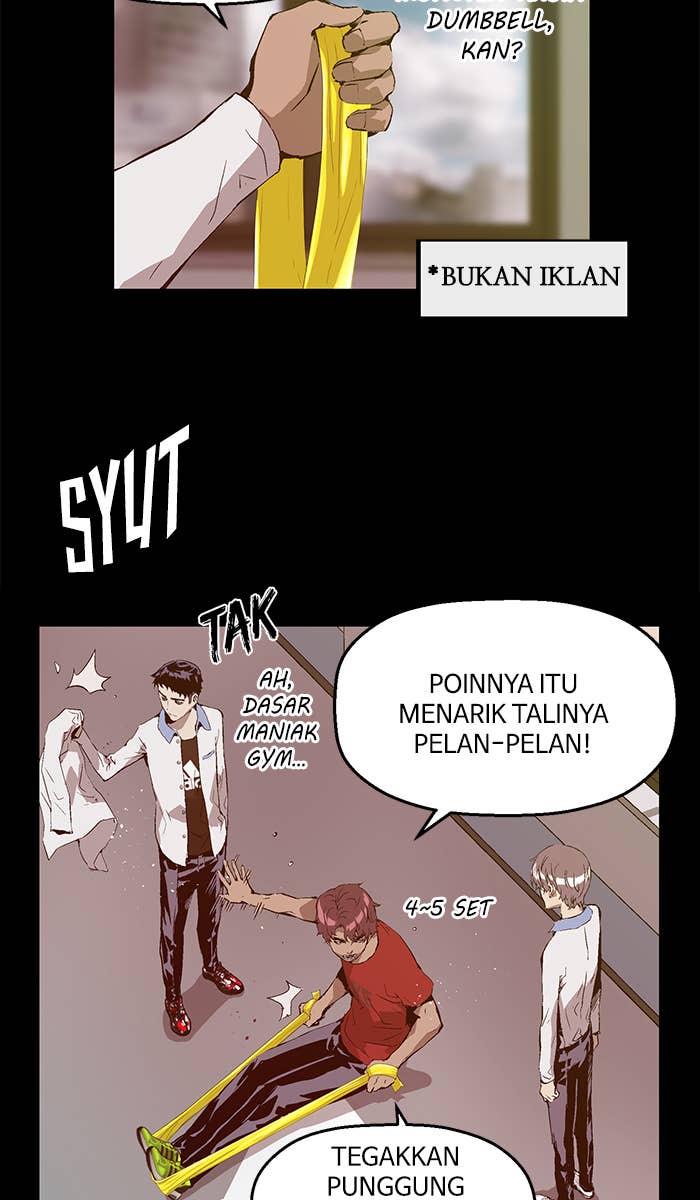 DUMBBELL,
KAN?
*BUKAN IKLAN
SYUT
TAK
AH,
DASAR
MANIAK
GYM...
POINNYA ITU
MENARIK TALINYA
PELAN-PELAN!
4~5 SET
TEGAKKAN
PUNGGUNG